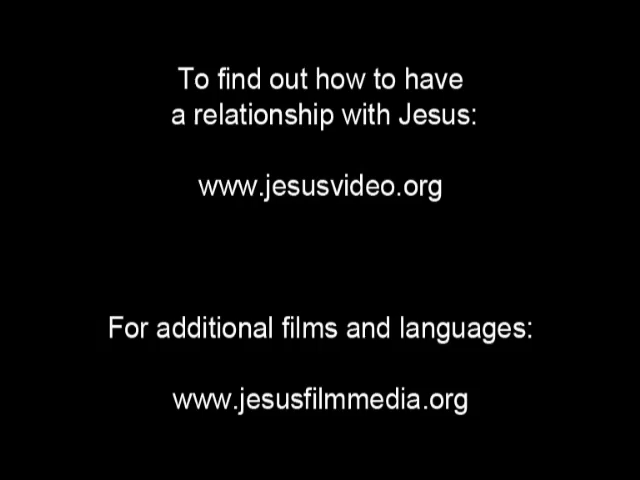 To find out how to have
a relationship with Jesus:
www.jesusvideo.org
For additional films and languages:
www.jesusfilmmedia.org